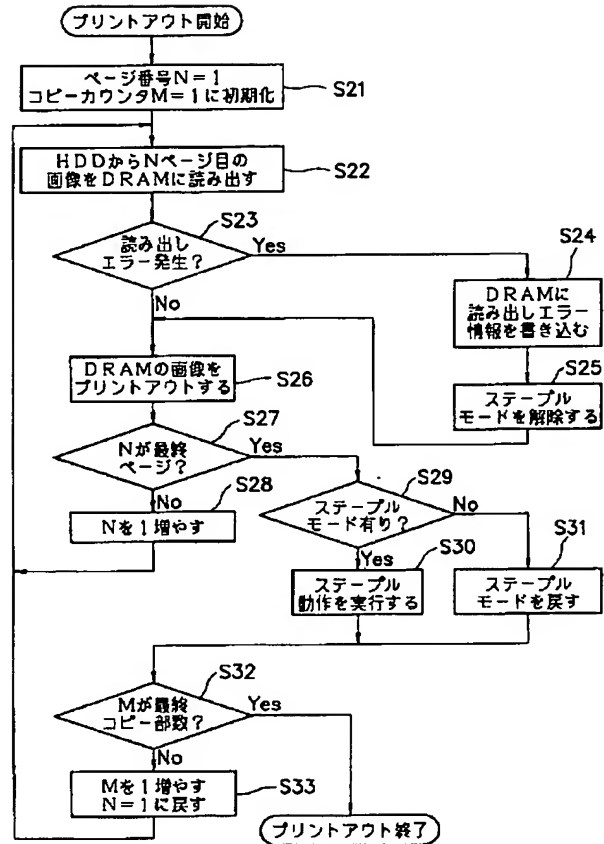 プリントアウト開始
ページ番号N=1
コピーカウンタM=1に初期化
S21
HDDからNページ目の
画像をDRAMに読み出す
S22
S23
読み出し
エラー発生?
Yes
No
S24
DRAMに
読み出しエラー
情報を書き込む
S25
ステープル
モードを解除する
DRAMの画像を
プリントアウトする
S26
S27
Nが最終
ページ?
Yes
No
S28
Nを1増やす
S29
ステープル
モード有り?
No
Yes
S30
ステープル
動作を実行する
S31
ステープル
モードを戻す
S32
Mが最終
コピー部数?
Yes
No
Mを1増やす
N=1に戻す
S33
プリントアウト終了